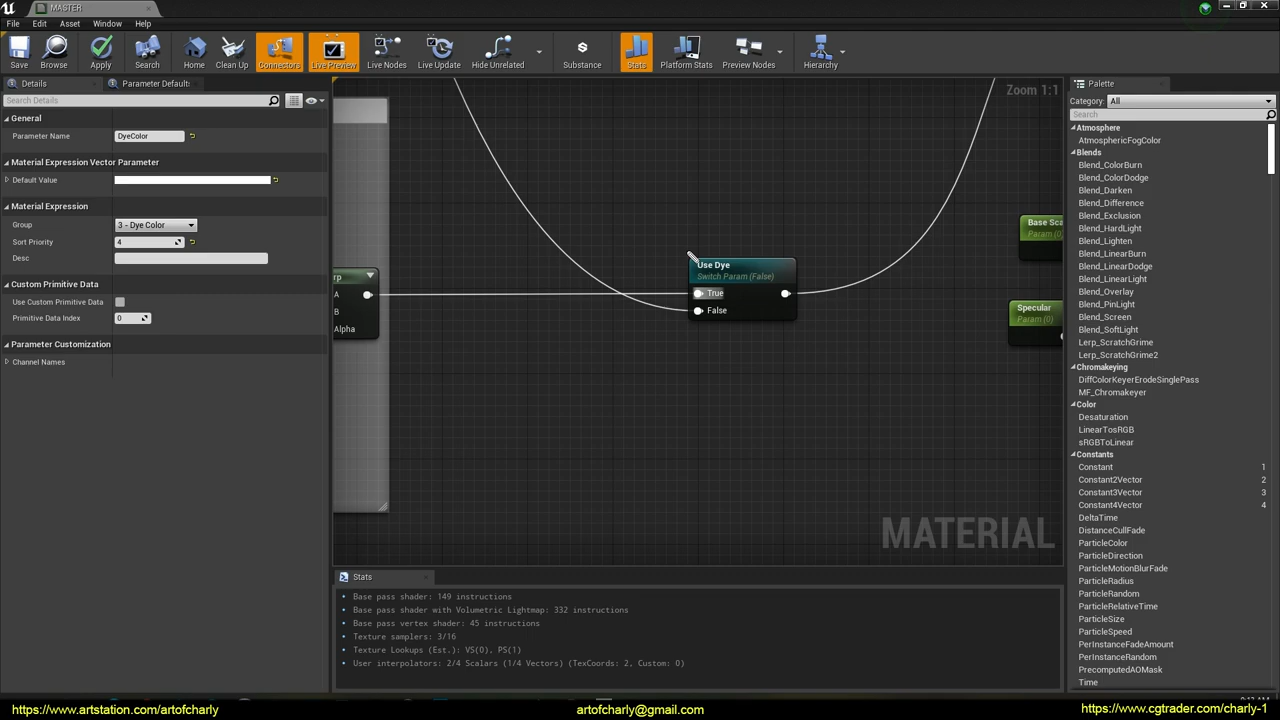 MASTER
File Edit Asset Window Help
Save Browse Apply Search Home Clean Up Connectors Live Preview Live Nodes Live Update Hide Unrelated Substance Stats Platform Stats Preview Nodes Hierarchy
Details
Parameter Default
Search Details
General
Parameter Name DyeColor
Material Expression Vector Parameter
Default Value
Material Expression
Group 3 - Dye Color
Sort Priority 4
Desc
Custom Primitive Data
Use Custom Primitive Data
Primitive Data Index 0
Parameter Customization
Channel Names
Zoom 1:1
rp
A
B
Alpha
Use Dye
Switch Param (False)
True
False
Base Sca
Param (0)
Specular
Param (0)
MATERIAL
Stats
Base pass shader: 149 instructions
Base pass shader with Volumetric Lightmap: 332 instructions
Base pass vertex shader: 45 instructions
Texture samplers: 3/16
Texture Lookups (Est.): VS(0), PS(1)
User interpolators: 2/4 Scalars (1/4 Vectors) (TexCoords: 2, Custom: 0)
Palette
Category: All
Search
Atmosphere
AtmosphericFogColor
Blends
Blend_ColorBurn
Blend_ColorDodge
Blend_Darken
Blend_Difference
Blend_Exclusion
Blend_HardLight
Blend_Lighten
Blend_LinearBurn
Blend_LinearDodge
Blend_LinearLight
Blend_Overlay
Blend_PinLight
Blend_Screen
Blend_SoftLight
Lerp_ScratchGrime
Lerp_ScratchGrime2
Chromakeying
DiffColorKeyerErodeSinglePass
MF_Chromakeyer
Color
Desaturation
LinearTosRGB
sRGBToLinear
Constants
Constant 1
Constant2Vector 2
Constant3Vector 3
Constant4Vector 4
DeltaTime
DistanceCullFade
ParticleColor
ParticleDirection
ParticleMotionBlurFade
ParticleRadius
ParticleRandom
ParticleRelativeTime
ParticleSize
ParticleSpeed
PerInstanceFadeAmount
PerInstanceRandom
PrecomputedAOMask
Time
https://www.artstation.com/artofcharly
artofcharly@gmail.com
https://www.cgtrader.com/charly-1